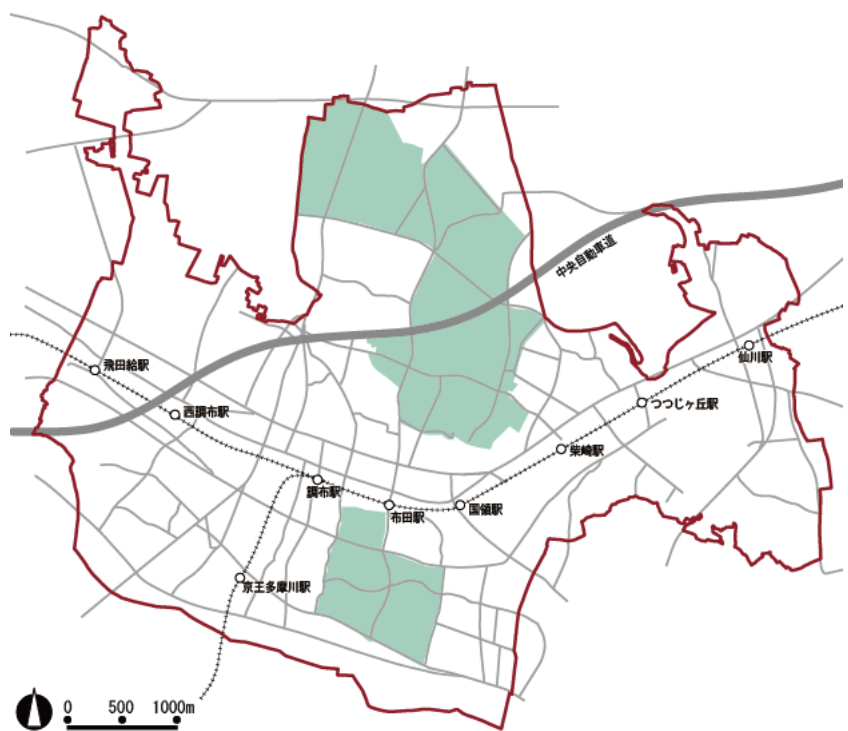 中央自動車道
仙川駅
飛田給駅
つつじヶ丘駅
西調布駅
柴崎駅
調布駅
布田駅
国領駅
京王多摩川駅
0 500 1000m